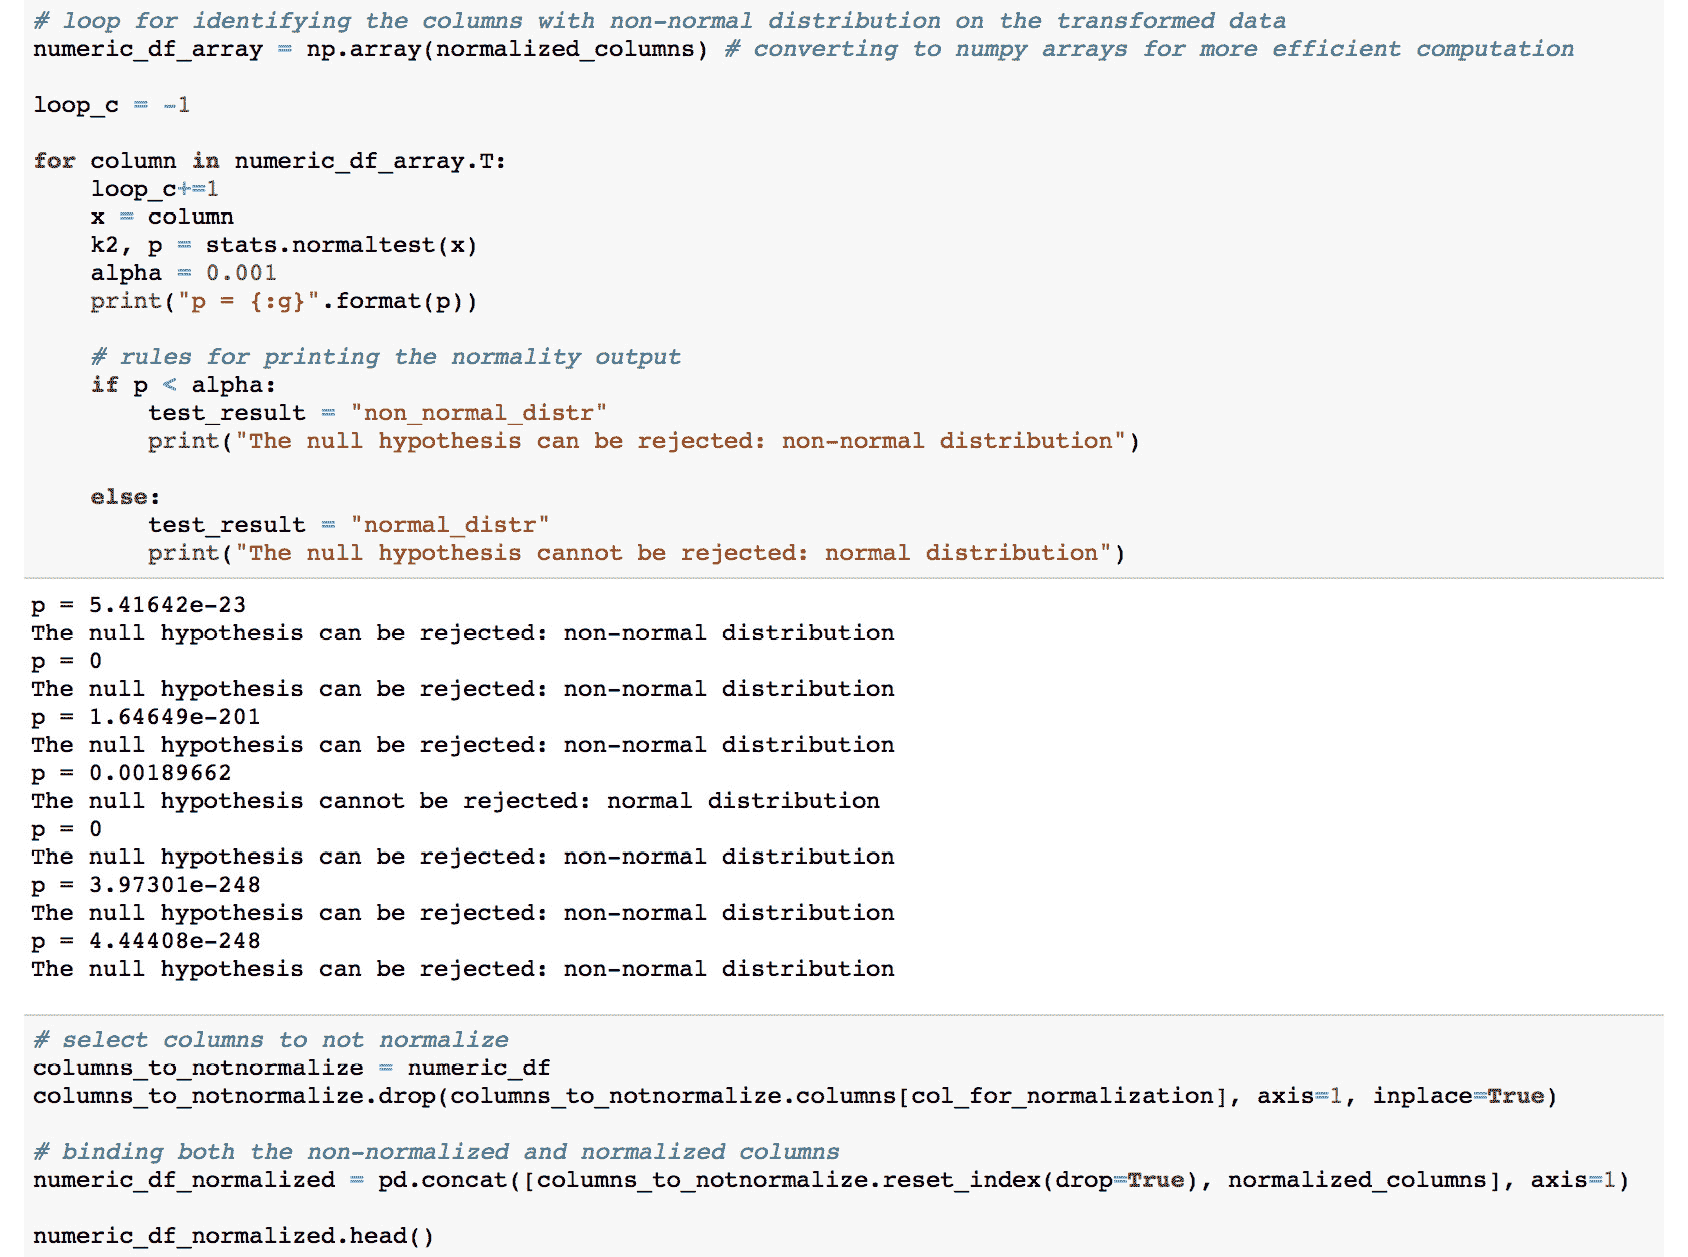 # loop for identifying the columns with non-normal distribution on the transformed data
numeric_df_array = np.array(normalized_columns) # converting to numpy arrays for more efficient computation
loop_c = -1
for column in numeric_df_array.T:
    loop_c+=1
    x = column
    k2, p = stats.normaltest(x)
    alpha = 0.001
    print("p = {:g}".format(p))
    # rules for printing the normality output
    if p < alpha:
        test_result = "non_normal_distr"
        print("The null hypothesis can be rejected: non-normal distribution")
    else:
        test_result = "normal_distr"
        print("The null hypothesis cannot be rejected: normal distribution")
p = 5.41642e-23
The null hypothesis can be rejected: non-normal distribution
p = 0
The null hypothesis can be rejected: non-normal distribution
p = 1.64649e-201
The null hypothesis can be rejected: non-normal distribution
p = 0.00189662
The null hypothesis cannot be rejected: normal distribution
p = 0
The null hypothesis can be rejected: non-normal distribution
p = 3.97301e-248
The null hypothesis can be rejected: non-normal distribution
p = 4.44408e-248
The null hypothesis can be rejected: non-normal distribution
# select columns to not normalize
columns_to_notnormalize = numeric_df
columns_to_notnormalize.drop(columns_to_notnormalize.columns[col_for_normalization], axis=1, inplace=True)
# binding both the non-normalized and normalized columns
numeric_df_normalized = pd.concat([columns_to_notnormalize.reset_index(drop=True), normalized_columns], axis=1)
numeric_df_normalized.head()